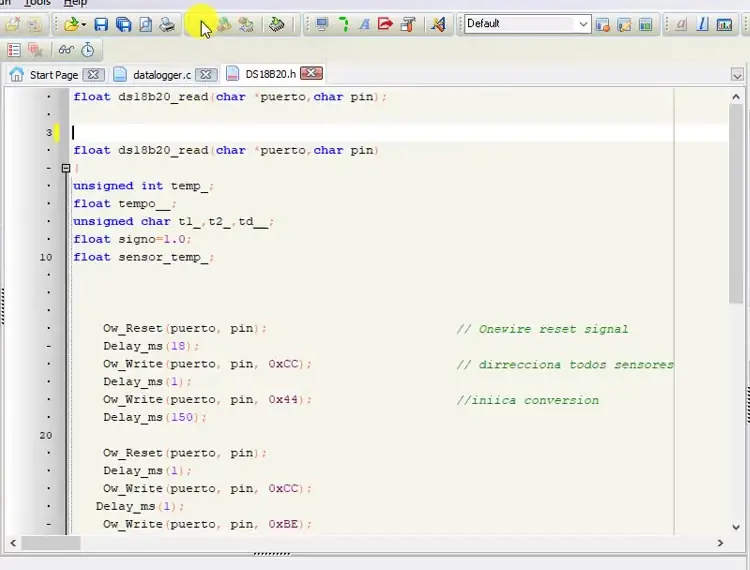 Tools Help
Default
Start Page datalogger.c DS18B20.h
float ds18b20_read(char *puerto,char pin);
3
float ds18b20_read(char *puerto,char pin)
{
unsigned int temp_;
float tempo__;
unsigned char t1_,t2_,td__;
float signo=1.0;
10 float sensor_temp_;
Ow_Reset(puerto, pin); // Onewire reset signal
Delay_ms(18);
Ow_Write(puerto, pin, 0xCC); // dirrecciona todos sensores
Delay_ms(1);
Ow_Write(puerto, pin, 0x44); //iniica conversion
Delay_ms(150);
20
Ow_Reset(puerto, pin);
Delay_ms(1);
Ow_Write(puerto, pin, 0xCC);
Delay_ms(1);
Ow_Write(puerto, pin, 0xBE);